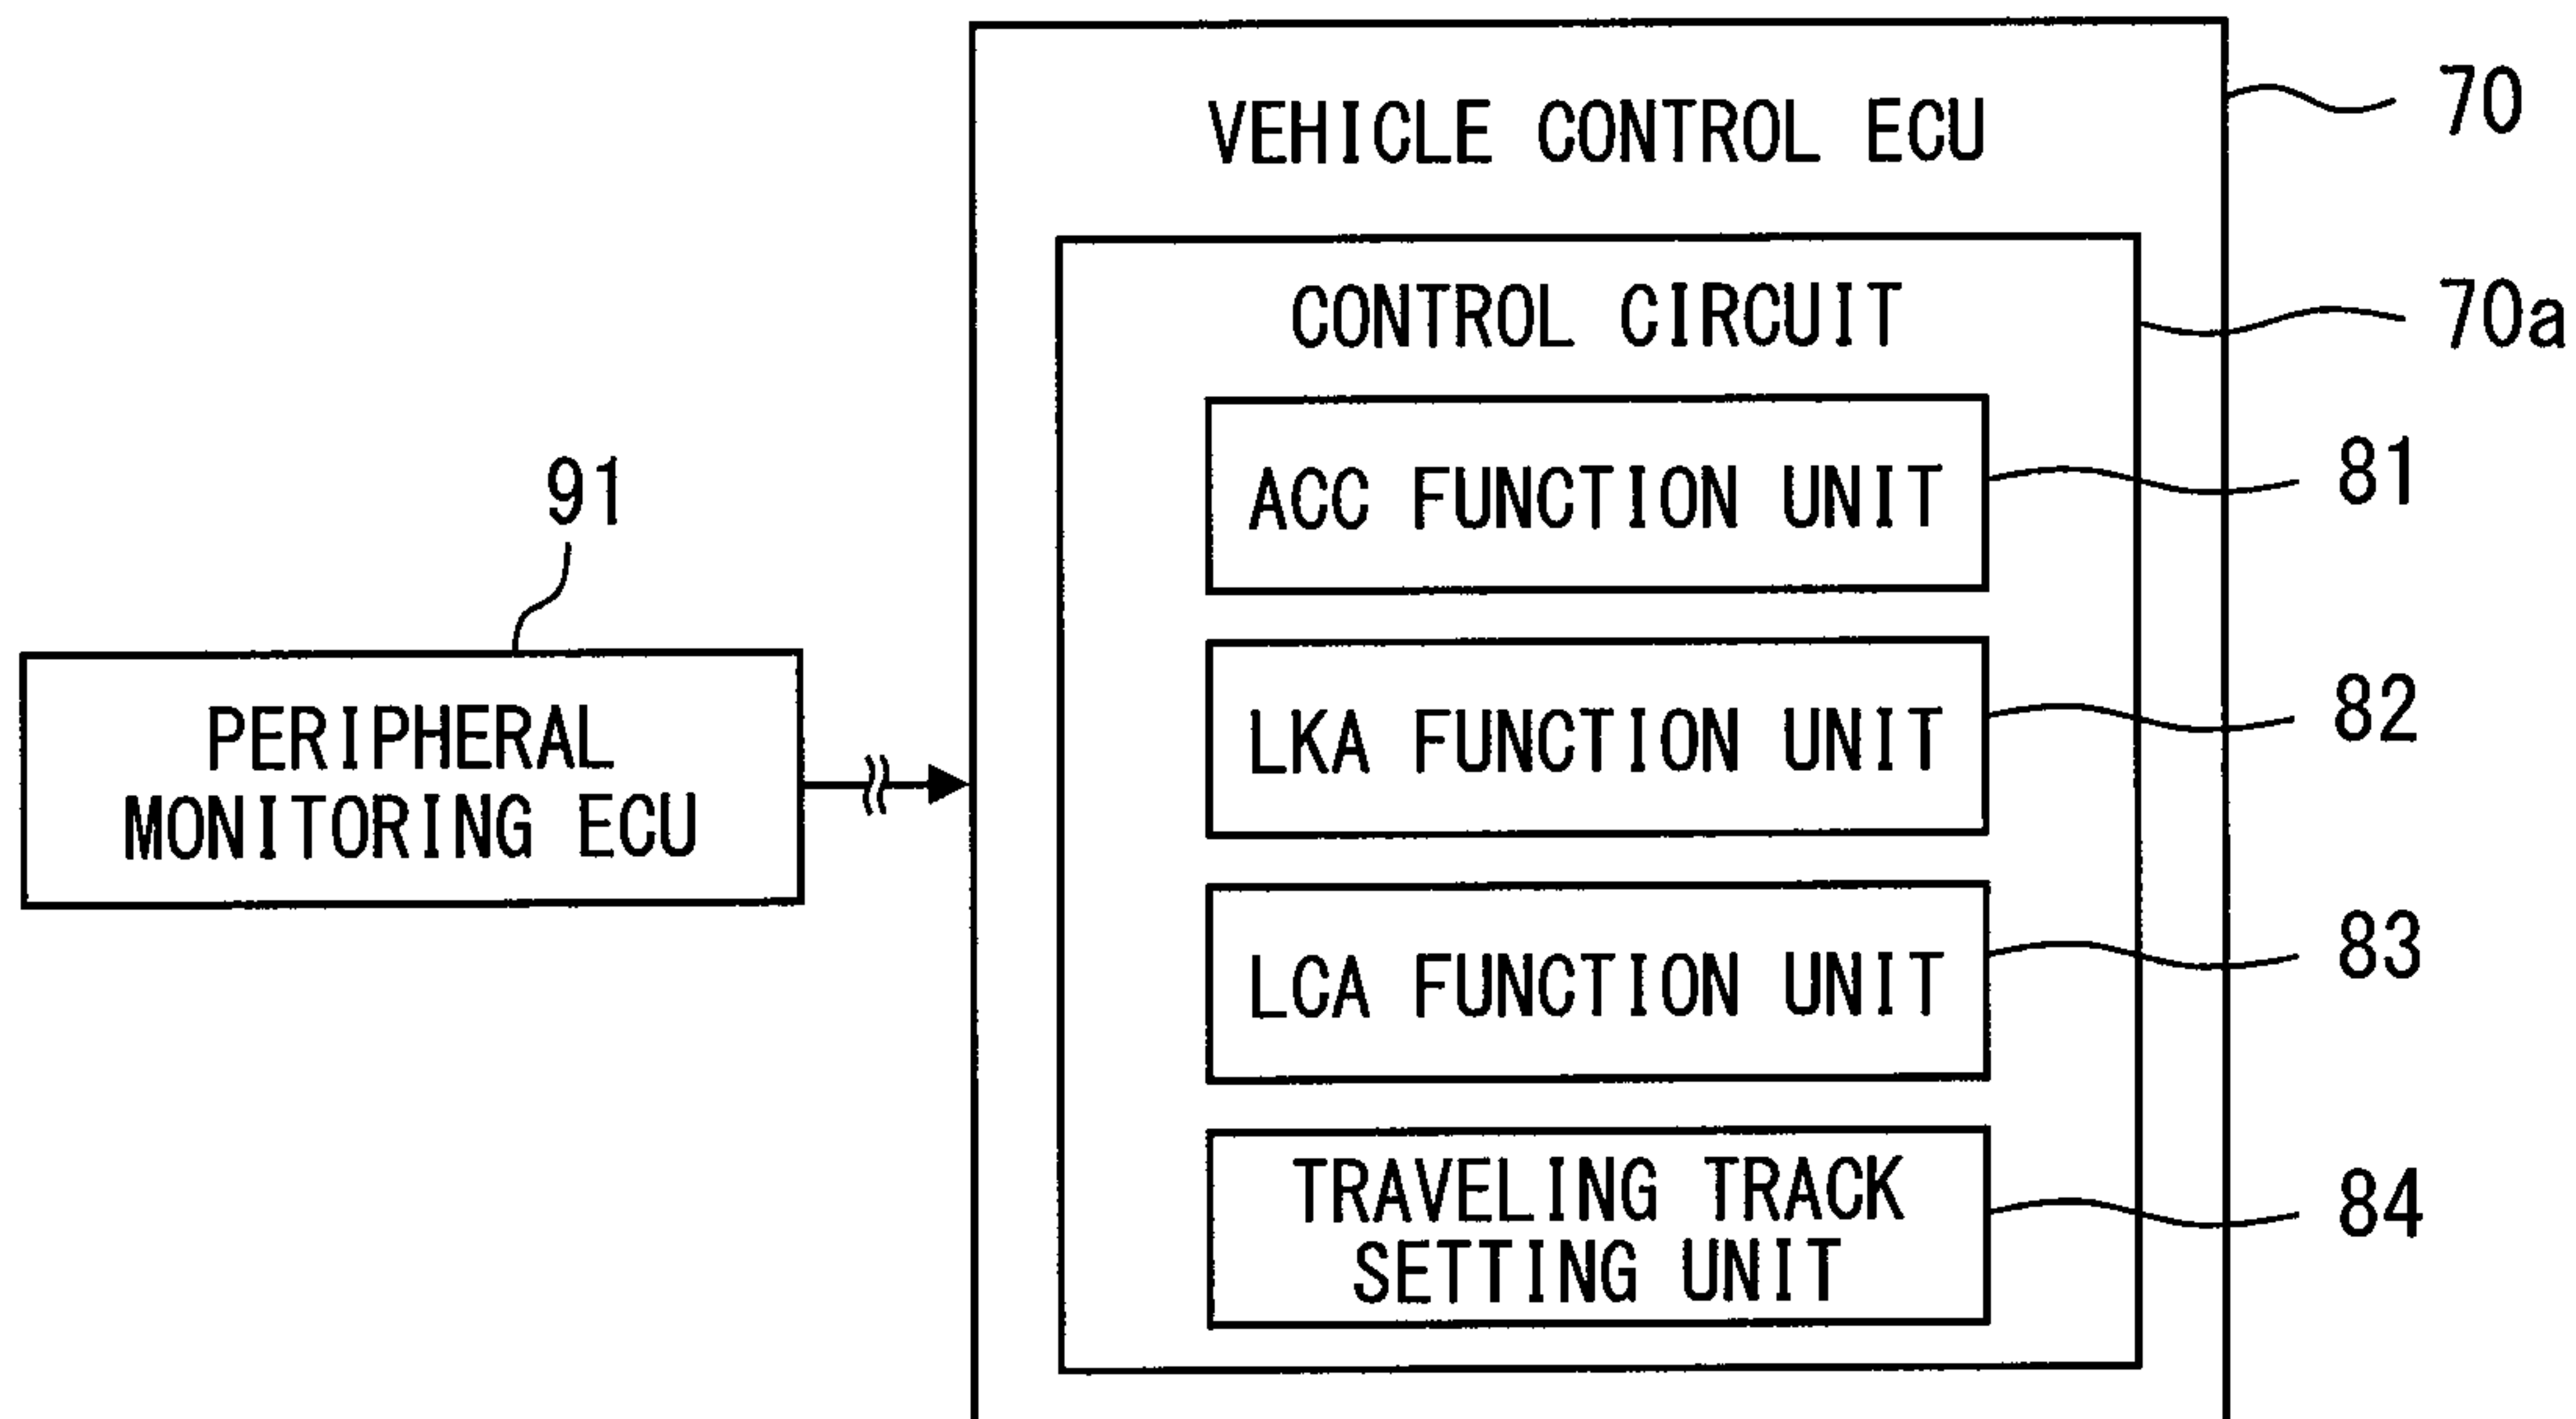 VEHICLE CONTROL ECU
70
CONTROL CIRCUIT
70a
ACC FUNCTION UNIT
81
91
PERIPHERAL
MONITORING ECU
LKA FUNCTION UNIT
82
LCA FUNCTION UNIT
83
TRAVELING TRACK
SETTING UNIT
84